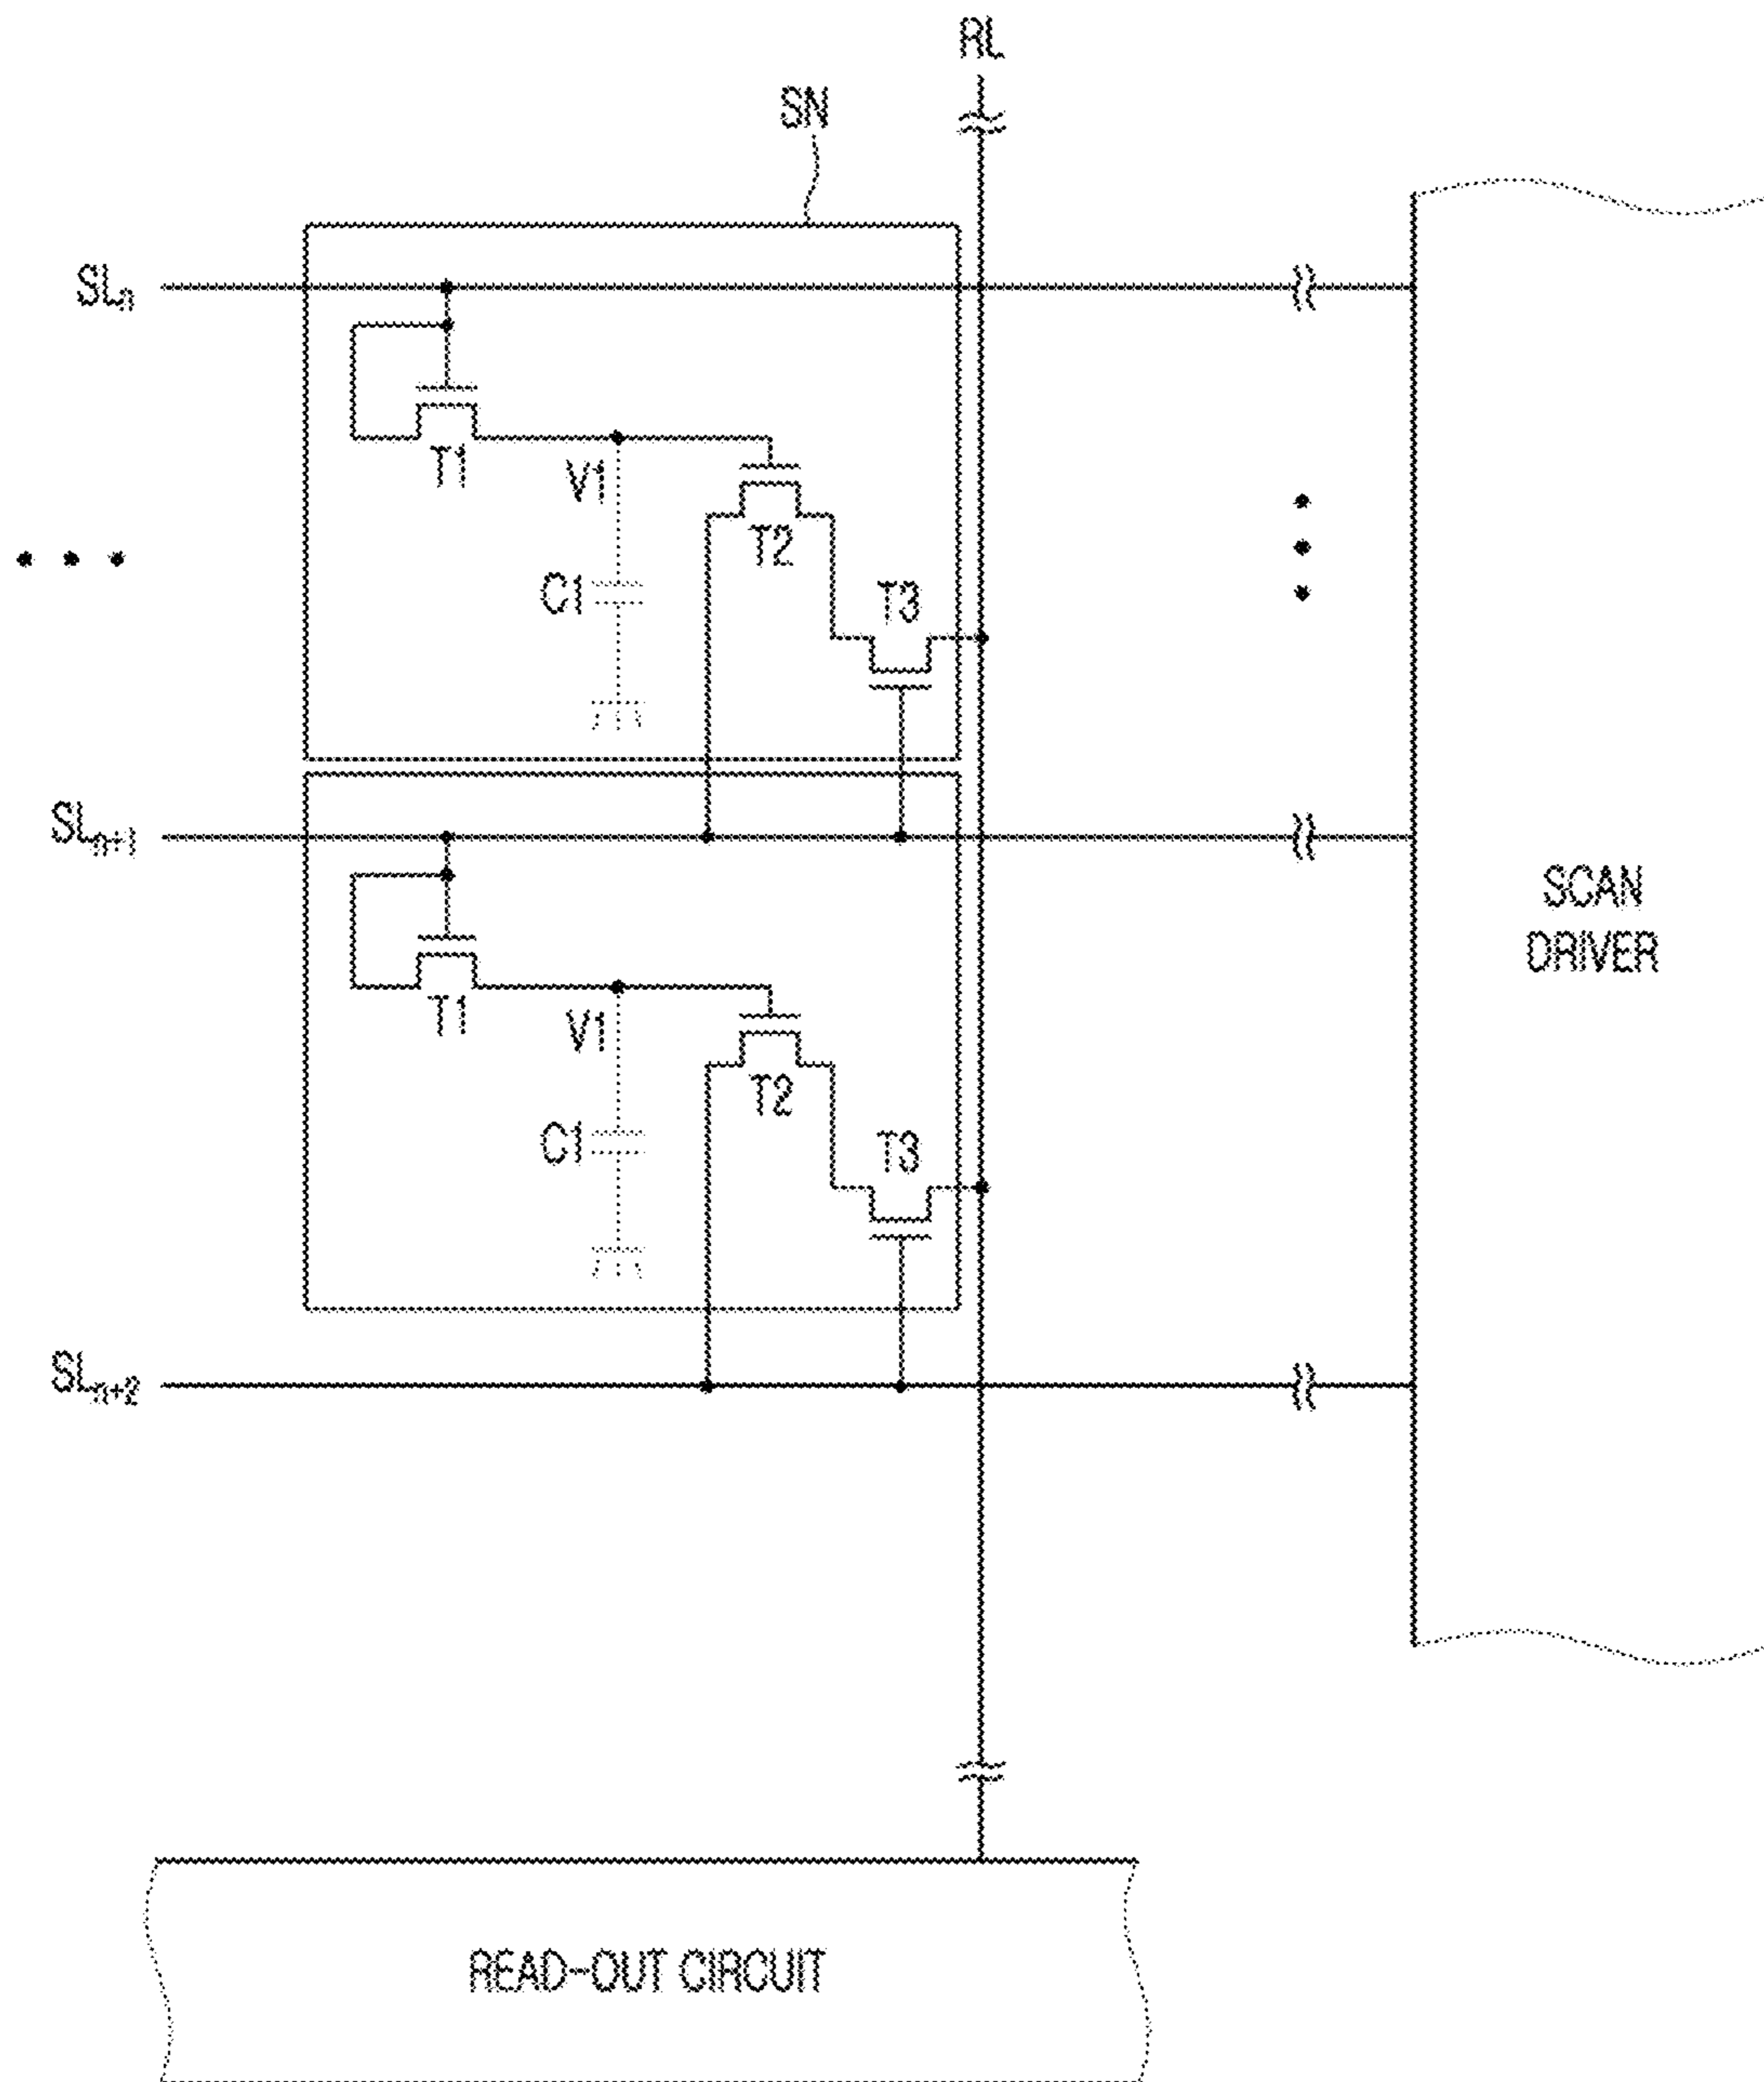 RL
SN
SLn
T1
V1
T2
C1
T3
SLn+1
SCAN
DRIVER
T1
V1
T2
C1
T3
SLn+2
READ-OUT CIRCUIT